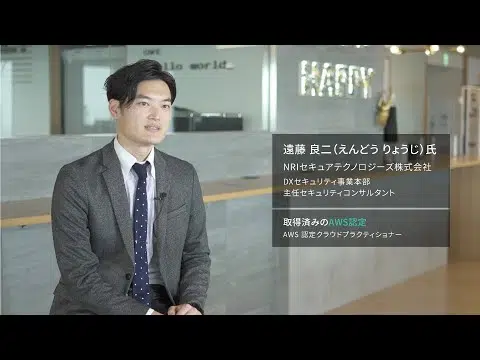 Hello world.
HAPPY
遠藤 良二（えんどう りょうじ）氏
NRIセキュアテクノロジーズ株式会社
DXセキュリティ事業本部
主任セキュリティコンサルタント
取得済みのAWS認定
AWS 認定クラウドプラクティショナー